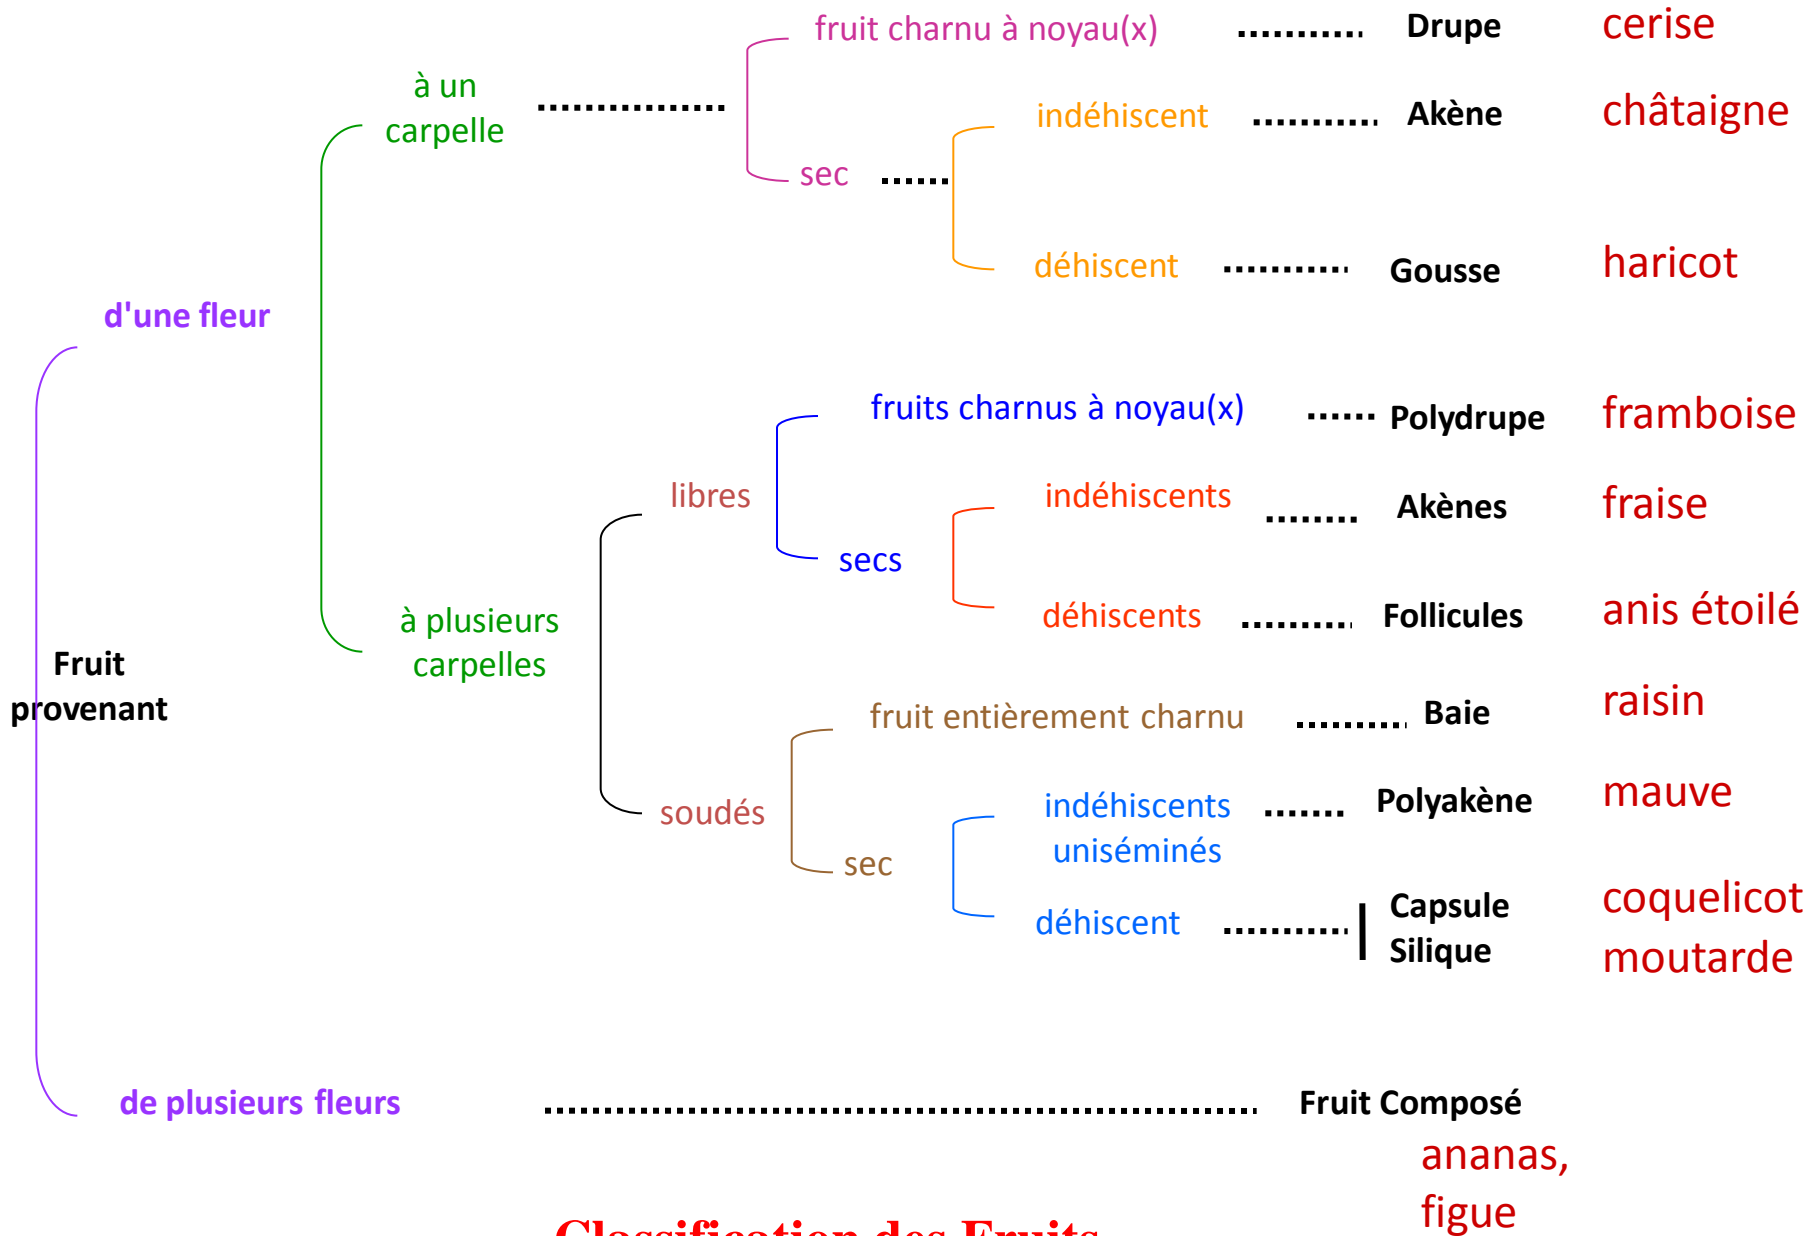 fruit charnu à noyau(x) Drupe cerise
à un
carpelle
indéhiscent Akène châtaigne
sec
déhiscent Gousse haricot
d'une fleur
fruits charnus à noyau(x) Polydrupe framboise
libres
indéhiscents Akènes fraise
secs
déhiscents Follicules anis étoilé
à plusieurs
carpelles
Fruit
provenant
fruit entièrement charnu Baie raisin
soudés
indéhiscents
uniséminés
Polyakène mauve
sec
déhiscent
Capsule coquelicot
Silique moutarde
de plusieurs fleurs Fruit Composé
ananas,
figue
Classification des Fruits